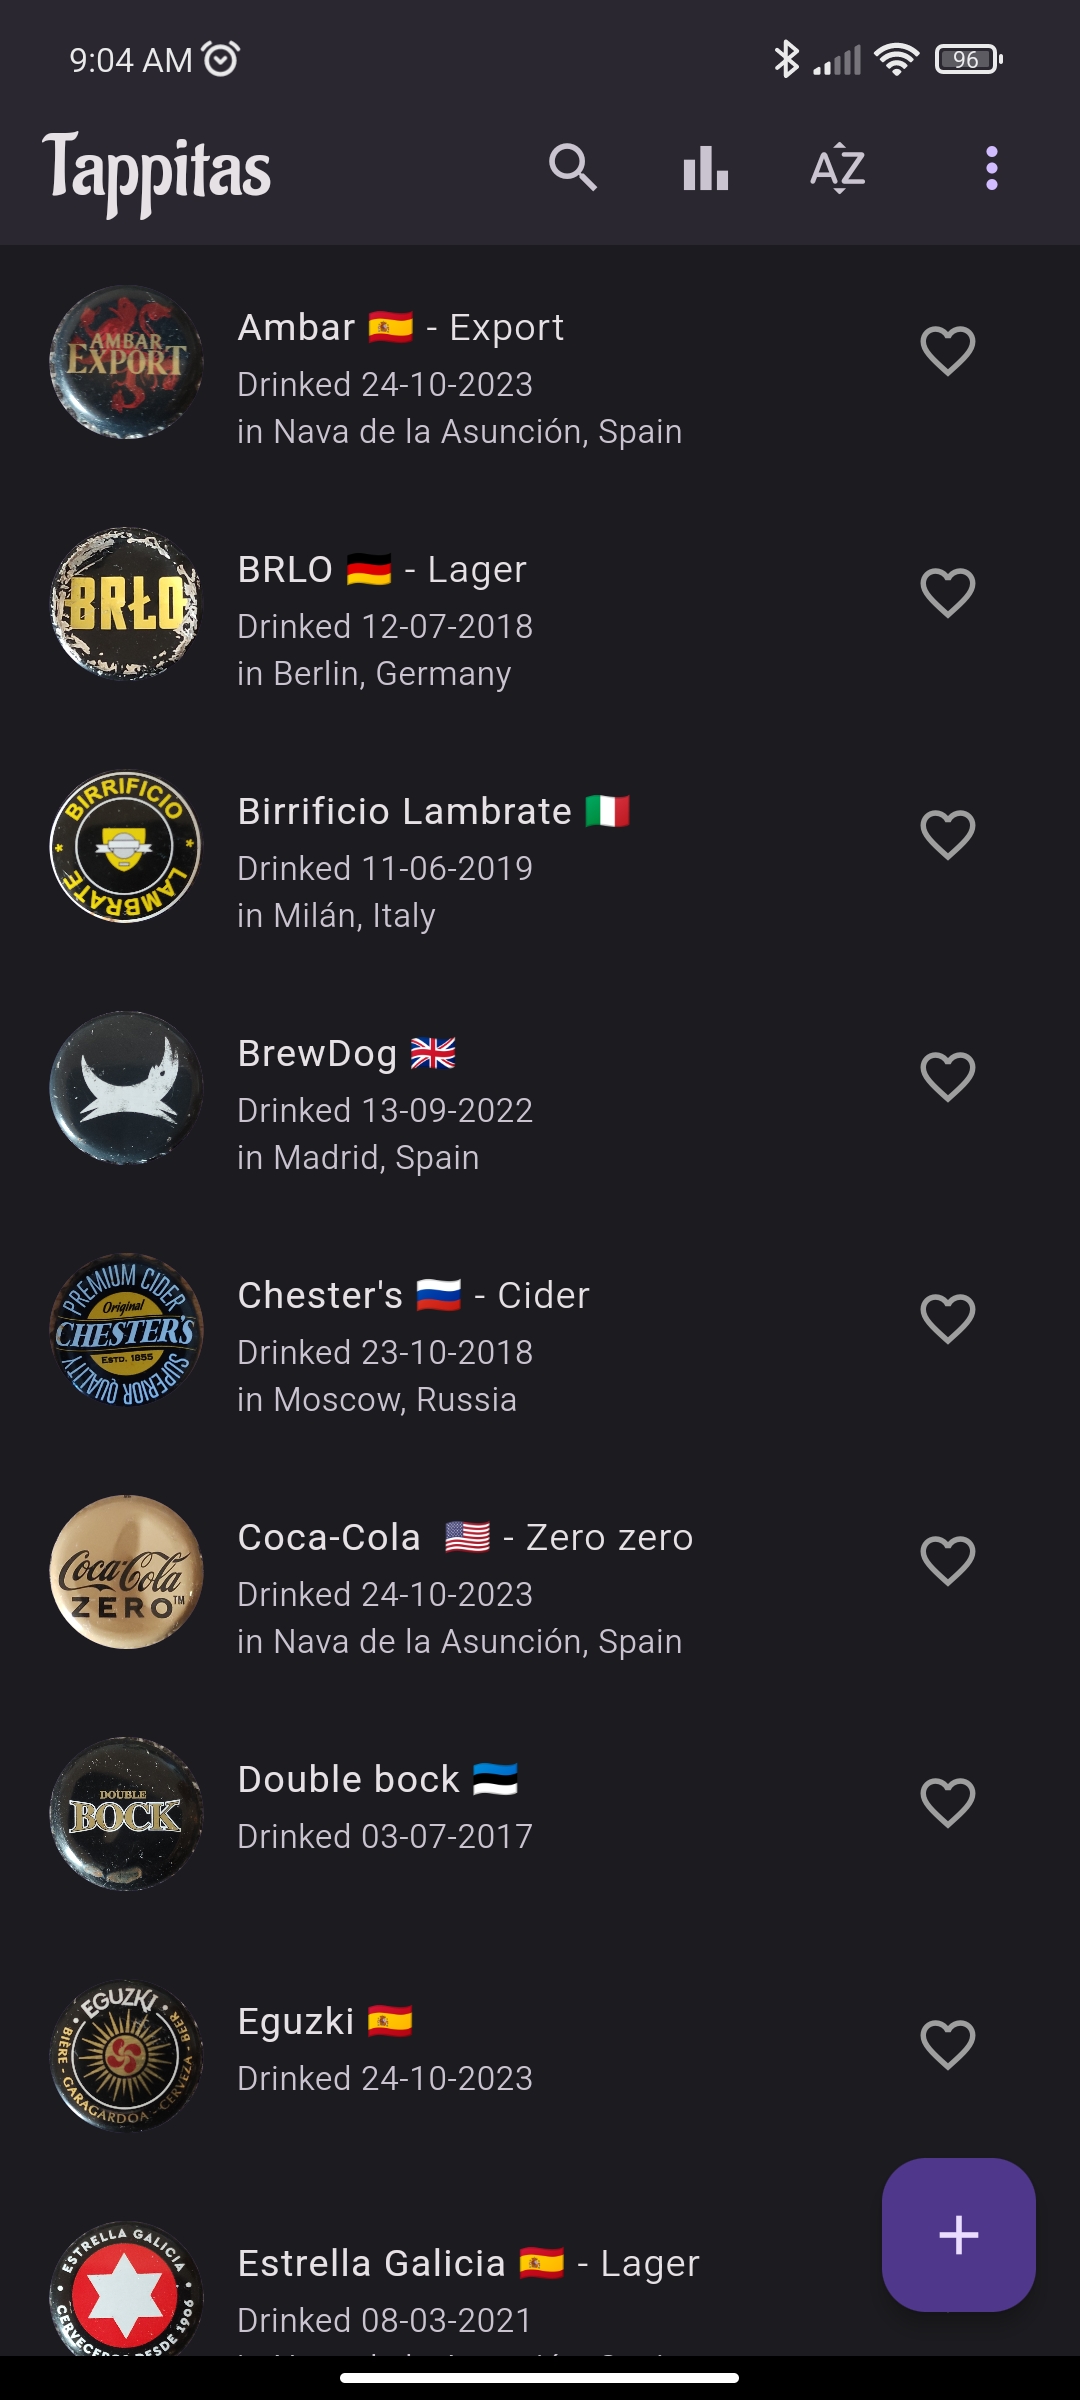 9:04 AM
96
Tappitas
AZ
AMBAR
EXPORT
Ambar 🇪🇸 - Export
Drinked 24-10-2023
in Nava de la Asunción, Spain
BRŁO
BRLO 🇩🇪 - Lager
Drinked 12-07-2018
in Berlin, Germany
BIRRIFICIO
LAMBRATE
Birrificio Lambrate 🇮🇹
Drinked 11-06-2019
in Milán, Italy
BrewDog 🇬🇧
Drinked 13-09-2022
in Madrid, Spain
PREMIUM CIDER
Original
CHESTER'S
ESTD. 1855
SUPERIOR QUALITY
Chester's 🇷🇺 - Cider
Drinked 23-10-2018
in Moscow, Russia
Coca-Cola
ZERO™
Coca-Cola 🇺🇸 - Zero zero
Drinked 24-10-2023
in Nava de la Asunción, Spain
DOUBLE
BOCK
Double bock 🇪🇪
Drinked 03-07-2017
EGUZKI
BIÈRE - GARAGARDOA - CERVEZA - BEER
Eguzki 🇪🇸
Drinked 24-10-2023
ESTRELLA GALICIA
DESDE 1906
Estrella Galicia 🇪🇸 - Lager
Drinked 08-03-2021